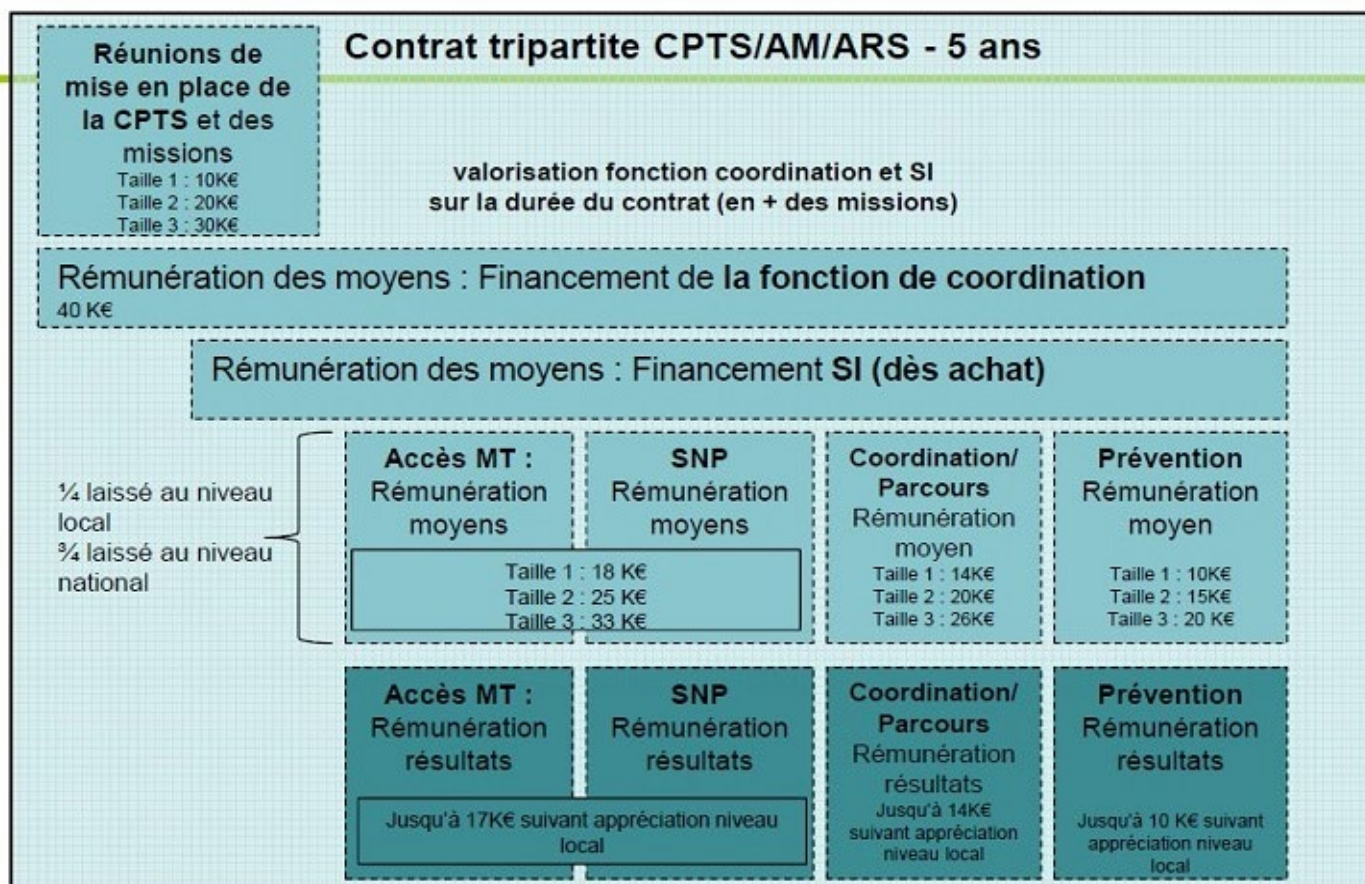 Réunions de
mise en place de
la CPTS et des
missions
Taille 1 : 10K€
Taille 2 : 20K€
Taille 3 : 30K€
Contrat tripartite CPTS/AM/ARS - 5 ans
valorisation fonction coordination et SI
sur la durée du contrat (en + des missions)
Rémunération des moyens : Financement de la fonction de coordination
40 K€
Rémunération des moyens : Financement SI (dès achat)
¼ laissé au niveau
local
¾ laissé au niveau
national
Accès MT :
Rémunération
moyens
SNP
Rémunération
moyens
Taille 1 : 18 K€
Taille 2 : 25 K€
Taille 3 : 33 K€
Coordination/
Parcours
Rémunération
moyen
Taille 1 : 14K€
Taille 2 : 20K€
Taille 3 : 26K€
Prévention
Rémunération
moyen
Taille 1 : 10K€
Taille 2 : 15K€
Taille 3 : 20 K€
Accès MT :
Rémunération
résultats
SNP
Rémunération
résultats
Jusqu'à 17K€ suivant appréciation niveau
local
Coordination/
Parcours
Rémunération
résultats
Jusqu'à 14K€
suivant appréciation
niveau local
Prévention
Rémunération
résultats
Jusqu'à 10 K€ suivant
appréciation niveau
local